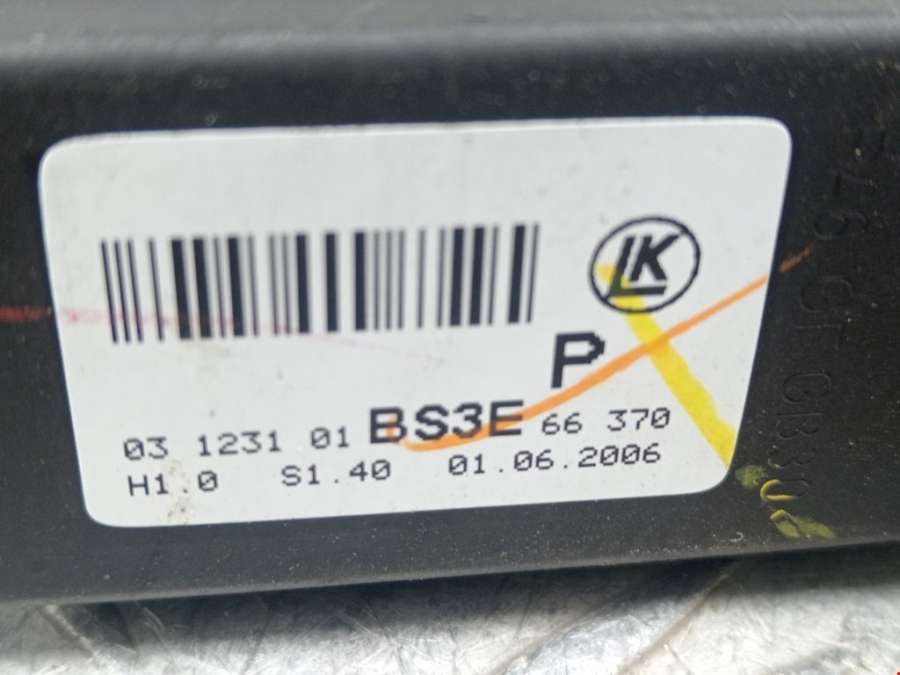 LK
P
03 1231 01 BS3E 66 370
H1.0 S1.40 01.06.2006